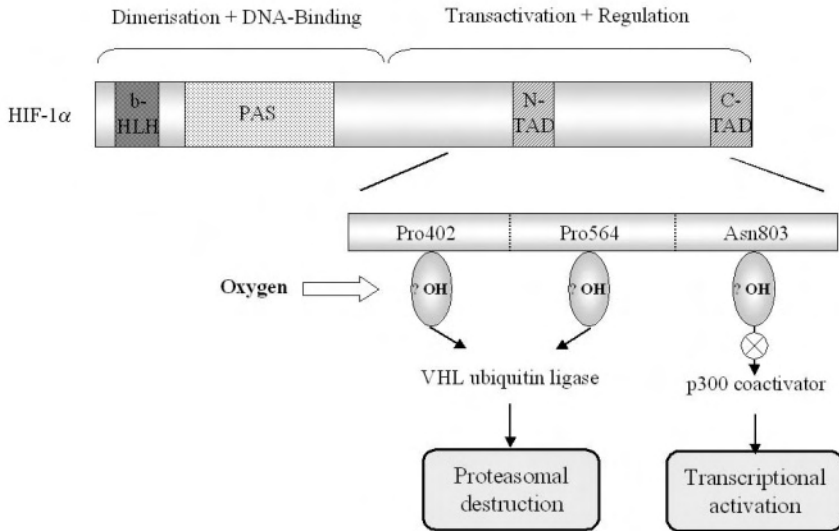 Dimerisation + DNA-Binding
Transactivation + Regulation
HIF-1α
b-
HLH
PAS
N-
TAD
C-
TAD
Pro402
Pro564
Asn803
Oxygen
? OH
? OH
? OH
VHL ubiquitin ligase
p300 coactivator
Proteasomal
destruction
Transcriptional
activation